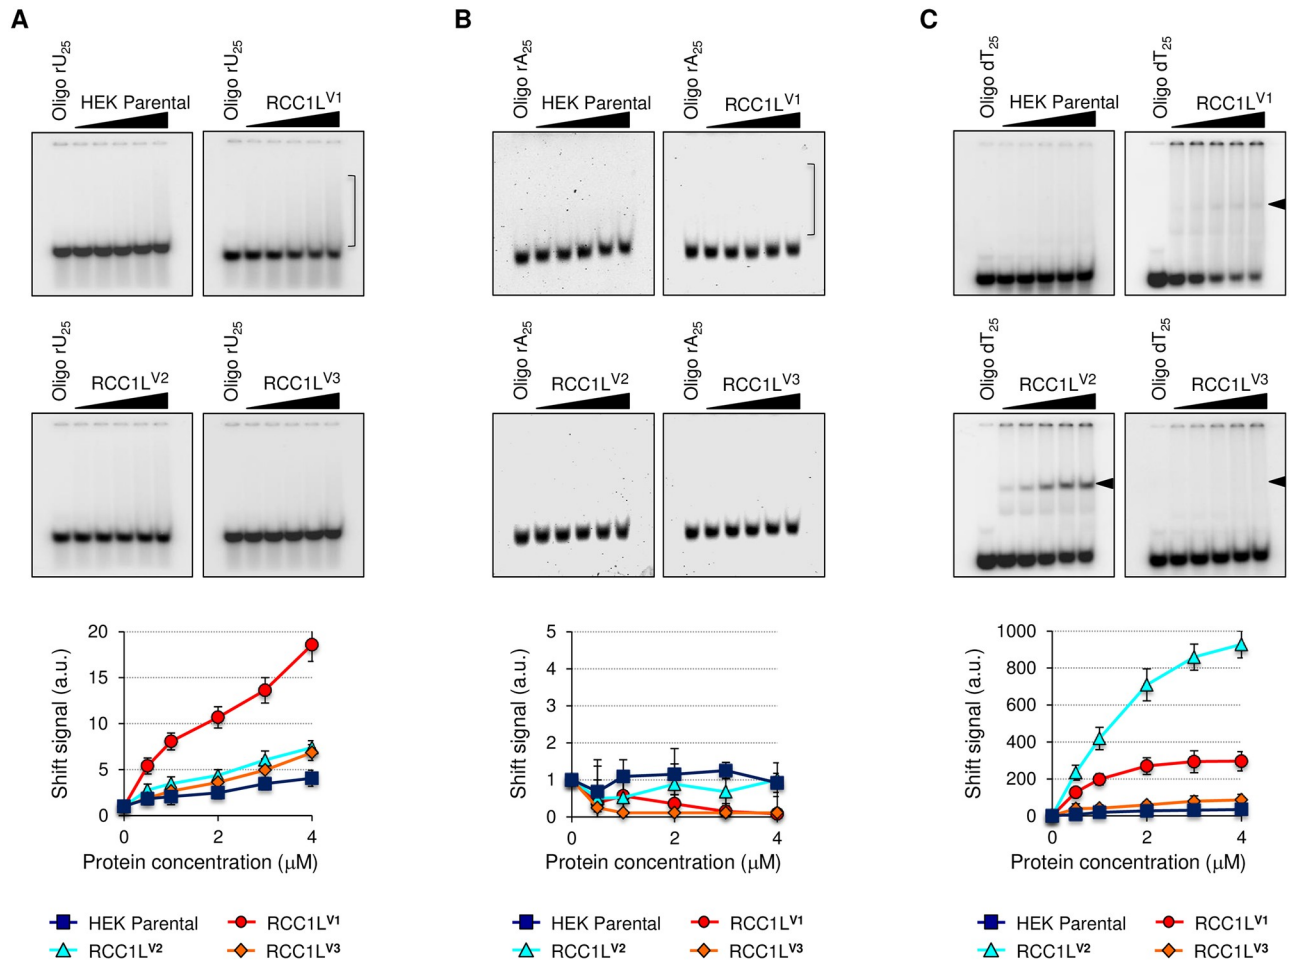 A
B
C
Oligo rU25
HEK Parental
Oligo rU25
RCC1LV1
Oligo rA25
HEK Parental
Oligo rA25
RCC1LV1
Oligo dT25
HEK Parental
Oligo dT25
RCC1LV1
Oligo rU25
RCC1LV2
Oligo rU25
RCC1LV3
Oligo rA25
RCC1LV2
Oligo rA25
RCC1LV3
Oligo dT25
RCC1LV2
Oligo dT25
RCC1LV3
Shift signal (a.u.)
20
15
10
5
0
0 2 4
Protein concentration (μM)
HEK Parental
RCC1LV1
RCC1LV2
RCC1LV3
Shift signal (a.u.)
5
4
3
2
1
0
0 2 4
Protein concentration (μM)
HEK Parental
RCC1LV1
RCC1LV2
RCC1LV3
Shift signal (a.u.)
1000
800
600
400
200
0
0 2 4
Protein concentration (μM)
HEK Parental
RCC1LV1
RCC1LV2
RCC1LV3